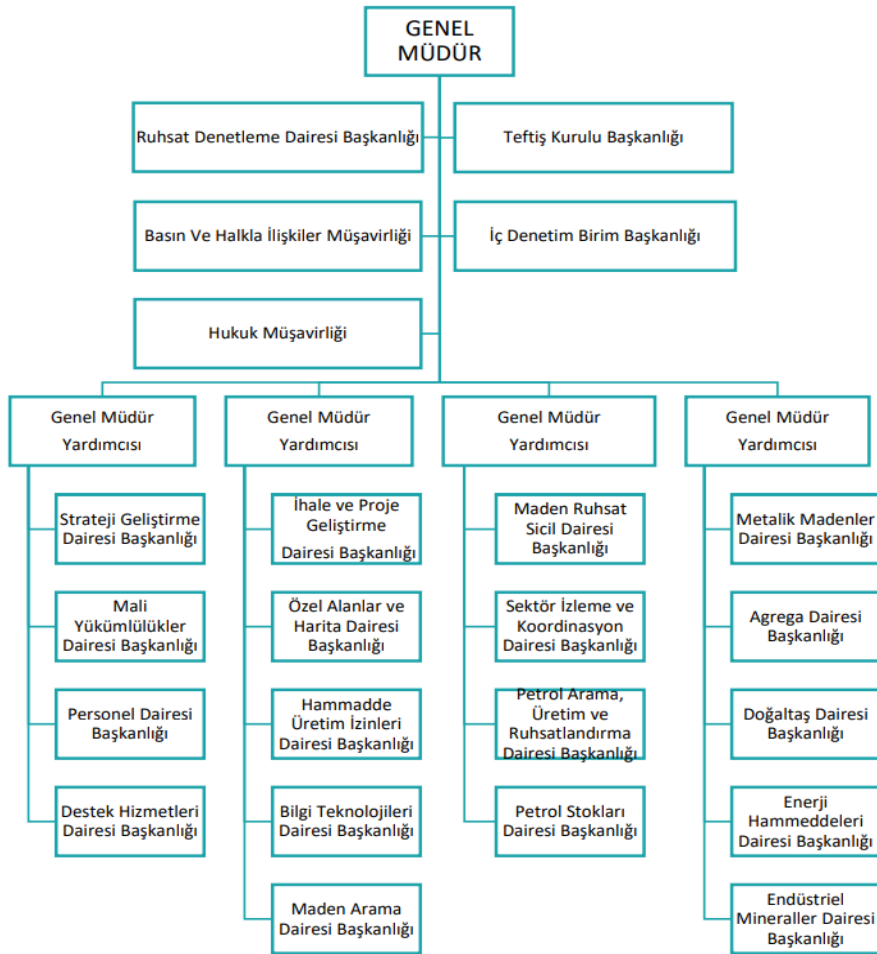 GENEL
MÜDÜR
Ruhsat Denetleme Dairesi Başkanlığı
Teftiş Kurulu Başkanlığı
Basın Ve Halkla İlişkiler Müşavirliği
İç Denetim Birim Başkanlığı
Hukuk Müşavirliği
Genel Müdür
Yardımcısı
Strateji Geliştirme
Dairesi Başkanlığı
Mali
Yükümlülükler
Dairesi Başkanlığı
Personel Dairesi
Başkanlığı
Destek Hizmetleri
Dairesi Başkanlığı
Genel Müdür
Yardımcısı
İhale ve Proje
Geliştirme
Dairesi Başkanlığı
Özel Alanlar ve
Harita Dairesi
Başkanlığı
Hammadde
Üretim İzinleri
Dairesi Başkanlığı
Bilgi Teknolojileri
Dairesi Başkanlığı
Maden Arama
Dairesi Başkanlığı
Genel Müdür
Yardımcısı
Maden Ruhsat
Sicil Dairesi
Başkanlığı
Sektör İzleme ve
Koordinasyon
Dairesi Başkanlığı
Petrol Arama,
Üretim ve
Ruhsatlandırma
Dairesi Başkanlığı
Petrol Stokları
Dairesi Başkanlığı
Genel Müdür
Yardımcısı
Metalik Madenler
Dairesi Başkanlığı
Agrega Dairesi
Başkanlığı
Doğaltaş Dairesi
Başkanlığı
Enerji
Hammeddeleri
Dairesi Başkanlığı
Endüstriel
Mineraller Dairesi
Başkanlığı